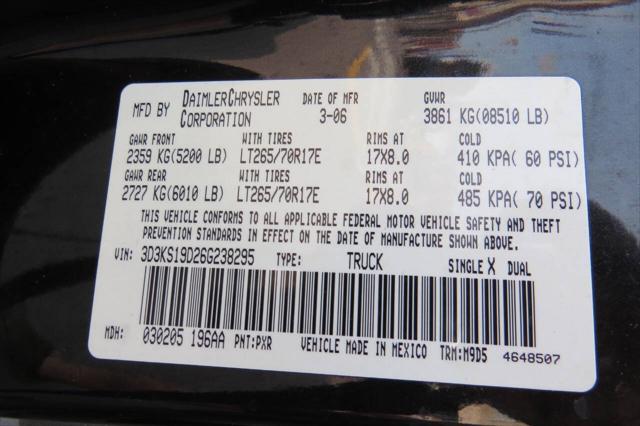 MFD BY DAIMLERCHRYSLER CORPORATION DATE OF MFR 3-06 GVWR 3861 KG(08510 LB)
GAWR FRONT WITH TIRES RIMS AT COLD
2359 KG(5200 LB) LT265/70R17E 17X8.0 410 KPA( 60 PSI)
GAWR REAR WITH TIRES RIMS AT COLD
2727 KG(6010 LB) LT265/70R17E 17X8.0 485 KPA( 70 PSI)
THIS VEHICLE CONFORMS TO ALL APPLICABLE FEDERAL MOTOR VEHICLE SAFETY AND THEFT
PREVENTION STANDARDS IN EFFECT ON THE DATE OF MANUFACTURE SHOWN ABOVE.
VIN: 3D3KS19D26G238295 TYPE: TRUCK SINGLE X DUAL
MDH: 030205 196AA PNT:PXR VEHICLE MADE IN MEXICO TRM:M9D5 4648507